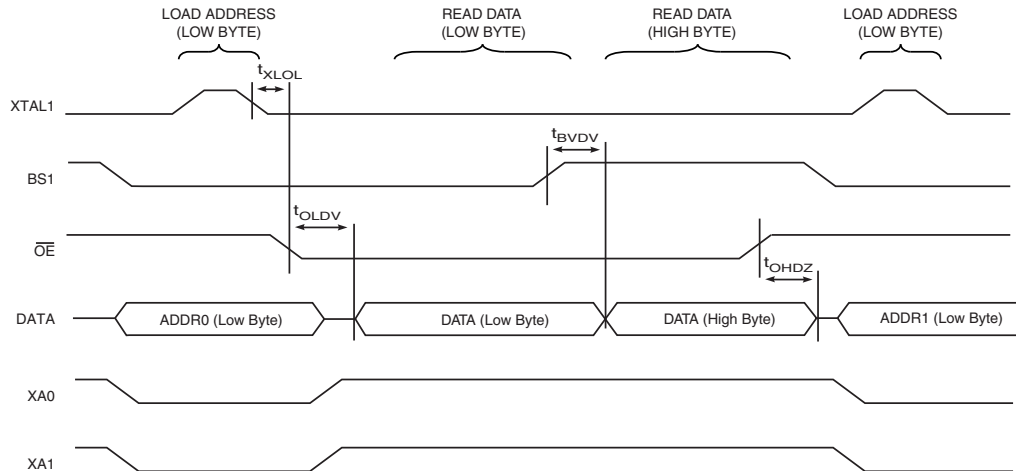 LOAD ADDRESS
(LOW BYTE)
READ DATA
(LOW BYTE)
READ DATA
(HIGH BYTE)
LOAD ADDRESS
(LOW BYTE)
tXLOL
XTAL1
tBVDV
BS1
tOLDV
OE
tOHDZ
DATA
ADDR0 (Low Byte)
DATA (Low Byte)
DATA (High Byte)
ADDR1 (Low Byte)
XA0
XA1